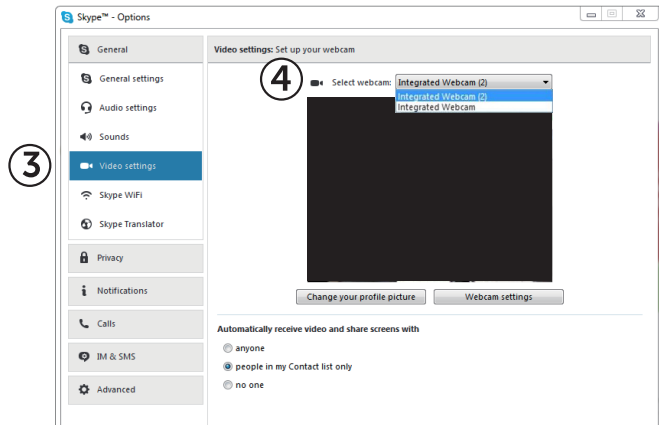 Skype™ - Options
General
General settings
Audio settings
Sounds
3
Video settings
Skype WiFi
Skype Translator
Privacy
Notifications
Calls
IM & SMS
Advanced
Video settings: Set up your webcam
4
Select webcam: Integrated Webcam (2)
Integrated Webcam (2)
Integrated Webcam
Change your profile picture
Webcam settings
Automatically receive video and share screens with
anyone
people in my Contact list only
no one